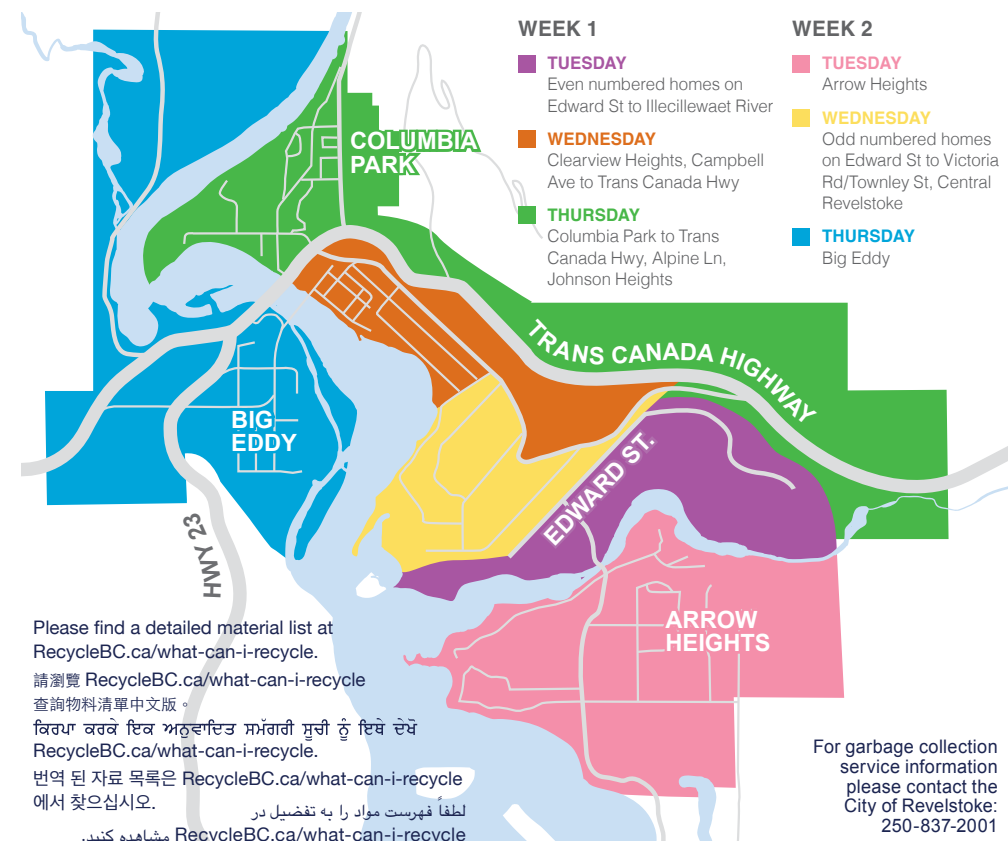 WEEK 1
TUESDAY
Even numbered homes on
Edward St to Illecillewaet River
WEDNESDAY
Clearview Heights, Campbell
Ave to Trans Canada Hwy
THURSDAY
Columbia Park to Trans
Canada Hwy, Alpine Ln,
Johnson Heights
WEEK 2
TUESDAY
Arrow Heights
WEDNESDAY
Odd numbered homes
on Edward St to Victoria
Rd/Townley St, Central
Revelstoke
THURSDAY
Big Eddy
COLUMBIA
PARK
TRANS CANADA HIGHWAY
BIG
EDDY
EDWARD ST.
HWY 23
ARROW
HEIGHTS
Please find a detailed material list at
RecycleBC.ca/what-can-i-recycle.
請瀏覽 RecycleBC.ca/what-can-i-recycle
查詢物料清單中文版。
ਕਿਰਪਾ ਕਰਕੇ ਇਕ ਅਨੁਵਾਦਿਤ ਸਮੱਗਰੀ ਸੂਚੀ ਨੂੰ ਇਥੇ ਦੇਖੋ
RecycleBC.ca/what-can-i-recycle.
번역 된 자료 목록은 RecycleBC.ca/what-can-i-recycle
에서 찾으십시오.
لطفاً فهرست مواد را به تفضیل در
RecycleBC.ca/what-can-i-recycle مشاهده کنید.
For garbage collection
service information
please contact the
City of Revelstoke:
250-837-2001